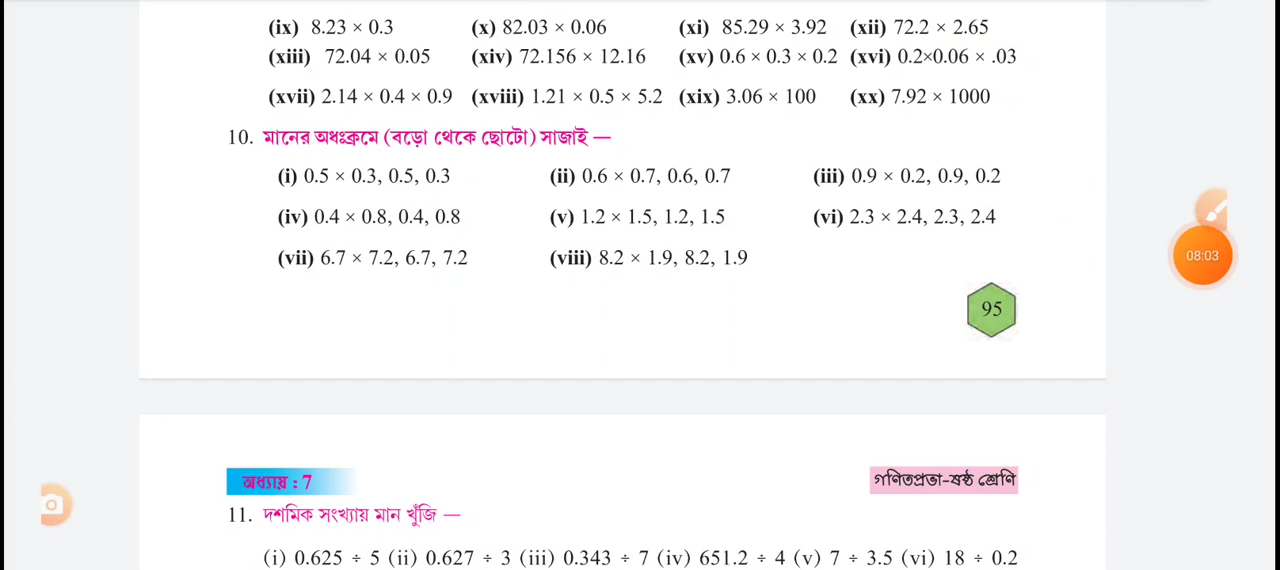 (ix) 8.23 × 0.3 (x) 82.03 × 0.06 (xi) 85.29 × 3.92 (xii) 72.2 × 2.65
(xiii) 72.04 × 0.05 (xiv) 72.156 × 12.16 (xv) 0.6 × 0.3 × 0.2 (xvi) 0.2×0.06 × .03
(xvii) 2.14 × 0.4 × 0.9 (xviii) 1.21 × 0.5 × 5.2 (xix) 3.06 × 100 (xx) 7.92 × 1000
10. মানের অধঃক্রমে (বড়ো থেকে ছোটো) সাজাই —
(i) 0.5 × 0.3, 0.5, 0.3 (ii) 0.6 × 0.7, 0.6, 0.7 (iii) 0.9 × 0.2, 0.9, 0.2
(iv) 0.4 × 0.8, 0.4, 0.8 (v) 1.2 × 1.5, 1.2, 1.5 (vi) 2.3 × 2.4, 2.3, 2.4
(vii) 6.7 × 7.2, 6.7, 7.2 (viii) 8.2 × 1.9, 8.2, 1.9
08:03
95
অধ্যায় : 7 গণিতপ্রভা-ষষ্ঠ শ্রেণি
11. দশমিক সংখ্যায় মান খুঁজি —
(i) 0.625 ÷ 5 (ii) 0.627 ÷ 3 (iii) 0.343 ÷ 7 (iv) 651.2 ÷ 4 (v) 7 ÷ 3.5 (vi) 18 ÷ 0.2